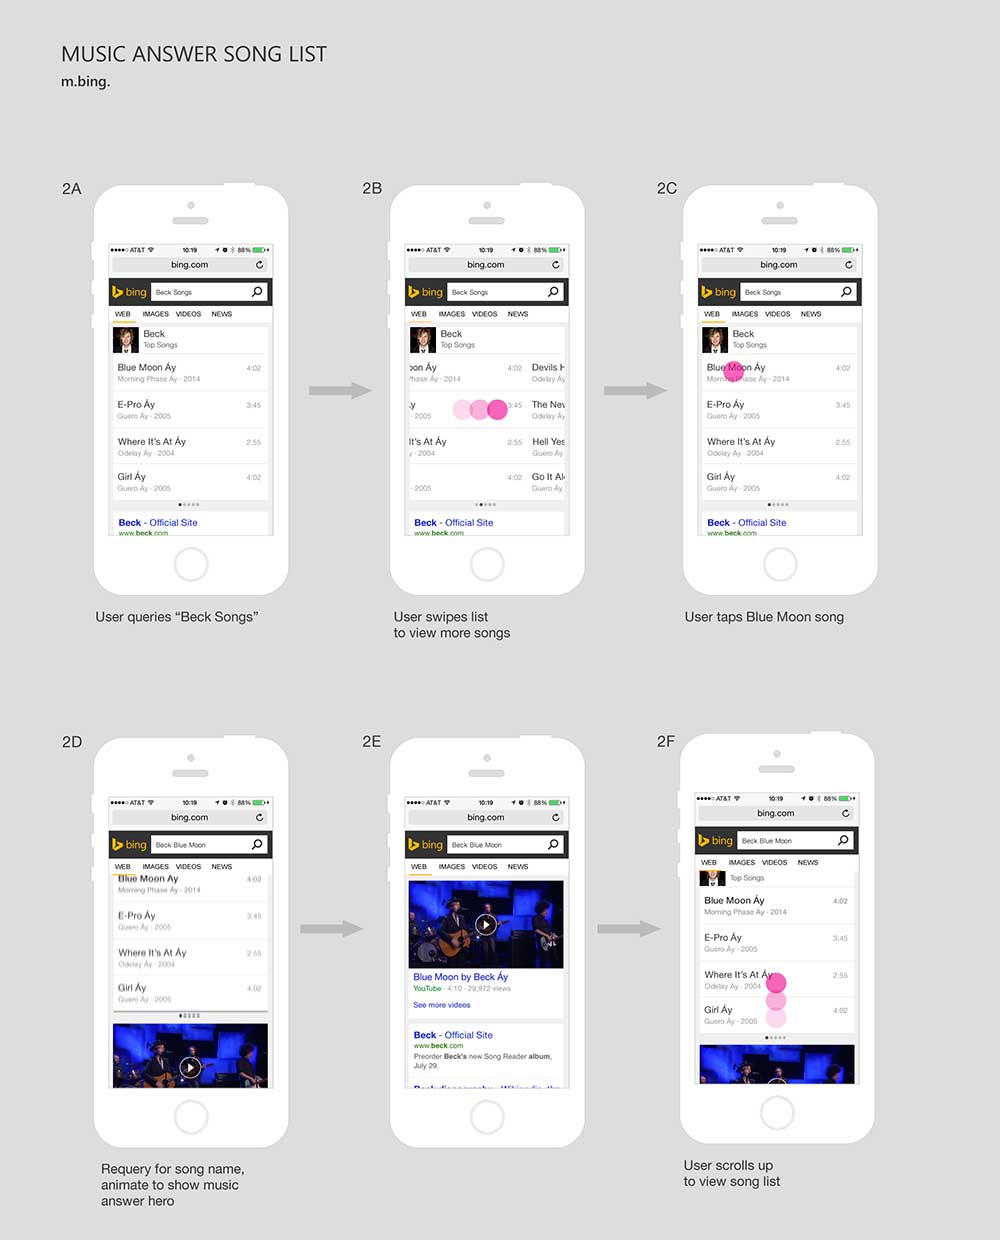 MUSIC ANSWER SONG LIST
m.bing.
2A
AT&T 10:19 88%
bing.com
bing Beck Songs
WEB IMAGES VIDEOS NEWS
Beck
Top Songs
Blue Moon Áy 4:02
Morning Phase Áy · 2014
E-Pro Áy 3:45
Guero Áy · 2005
Where It's At Áy 2:55
Odelay Áy · 2004
Girl Áy 4:02
Guero Áy · 2005
Beck - Official Site
www.beck.com
User queries “Beck Songs”
2B
AT&T 10:19 88%
bing.com
bing Beck Songs
WEB IMAGES VIDEOS NEWS
Beck
Top Songs
oon Áy 4:02 Devils H
Phase Áy · 2014 Odelay Áy
.y 3:45 The Nev
· 2005 Odelay Áy
It's At Áy 2:55 Hell Yes
y · 2004 Guero Áy
4:02 Go It Al
· 2005 Guero Áy
Beck - Official Site
www.beck.com
User swipes list
to view more songs
2C
AT&T 10:19 88%
bing.com
bing Beck Songs
WEB IMAGES VIDEOS NEWS
Beck
Top Songs
Blue Moon Áy 4:02
Morning Phase Áy · 2014
E-Pro Áy 3:45
Guero Áy · 2005
Where It's At Áy 2:55
Odelay Áy · 2004
Girl Áy 4:02
Guero Áy · 2005
Beck - Official Site
www.beck.com
User taps Blue Moon song
2D
AT&T 10:19 88%
bing.com
bing Beck Blue Moon
WEB IMAGES VIDEOS NEWS
Blue Moon Áy 4:02
Morning Phase Áy · 2014
E-Pro Áy 3:45
Guero Áy · 2005
Where It's At Áy 2:55
Odelay Áy · 2004
Girl Áy 4:02
Guero Áy · 2005
Requery for song name,
animate to show music
answer hero
2E
AT&T 10:19 88%
bing.com
bing Beck Blue Moon
WEB IMAGES VIDEOS NEWS
Blue Moon by Beck Áy
YouTube · 4:10 · 29,972 views
See more videos
Beck - Official Site
www.beck.com
Preorder Beck's new Song Reader album,
July 29.
Beck discography - Wikipedia, the
2F
AT&T 10:19 88%
bing.com
bing Beck Blue Moon
WEB IMAGES VIDEOS NEWS
Top Songs
Blue Moon Áy 4:02
Morning Phase Áy · 2014
E-Pro Áy 3:45
Guero Áy · 2005
Where It's At Áy 2:55
Odelay Áy · 2004
Girl Áy 4:02
Guero Áy · 2005
User scrolls up
to view song list